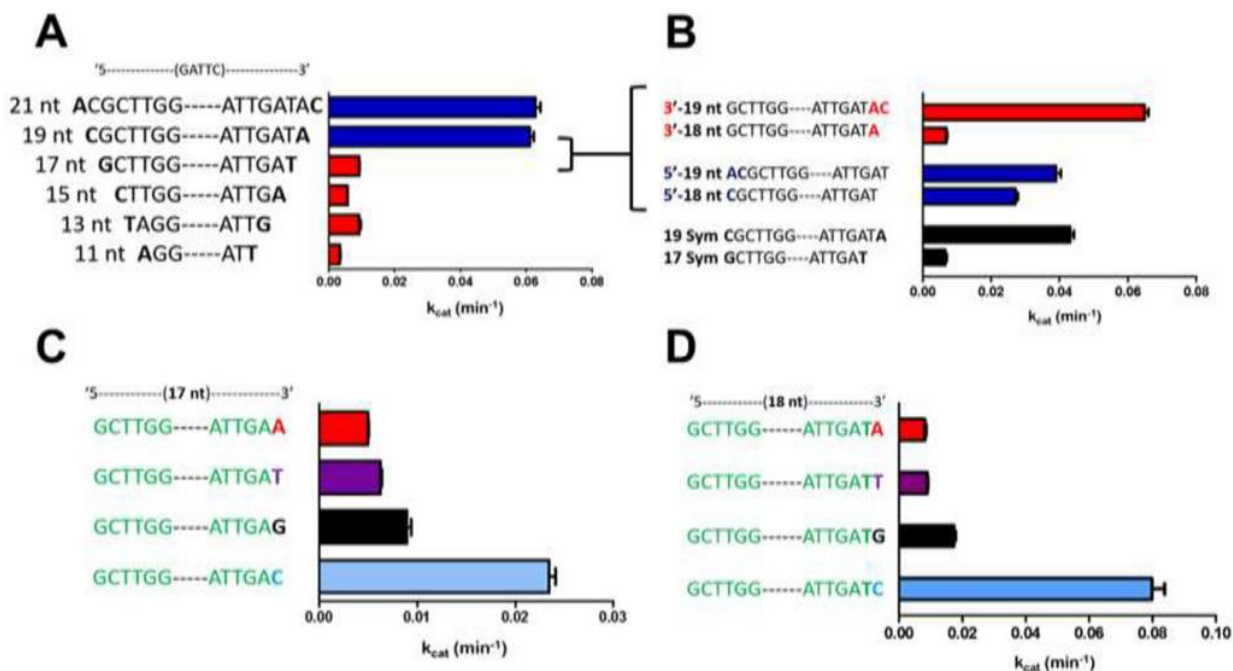 A
'5---------------(GATTC)---------------3'
21 nt ACGCTTGG-----ATTGATAC
19 nt CGCTTGG-----ATTGATA
17 nt GCTTGG-----ATTGAT
15 nt CTTGG-----ATTGA
13 nt TAGG-----ATTG
11 nt AGG-----ATT
0.00 0.02 0.04 0.06 0.08
kcat (min-1)
B
3'-19 nt GCTTGG----ATTGATAC
3'-18 nt GCTTGG----ATTGATA
5'-19 nt ACGCTTGG----ATTGAT
5'-18 nt CGCTTGG----ATTGAT
19 Sym CGCTTGG----ATTGATA
17 Sym GCTTGG----ATTGAT
0.00 0.02 0.04 0.06 0.08
kcat (min-1)
C
'5------------(17 nt)------------3'
GCTTGG-----ATTGAA
GCTTGG-----ATTGAT
GCTTGG-----ATTGAG
GCTTGG-----ATTGAC
0.00 0.01 0.02 0.03
kcat (min-1)
D
'5------------(18 nt)------------3'
GCTTGG------ATTGATA
GCTTGG------ATTGATT
GCTTGG------ATTGATG
GCTTGG------ATTGATC
0.00 0.02 0.04 0.06 0.08 0.10
kcat (min-1)